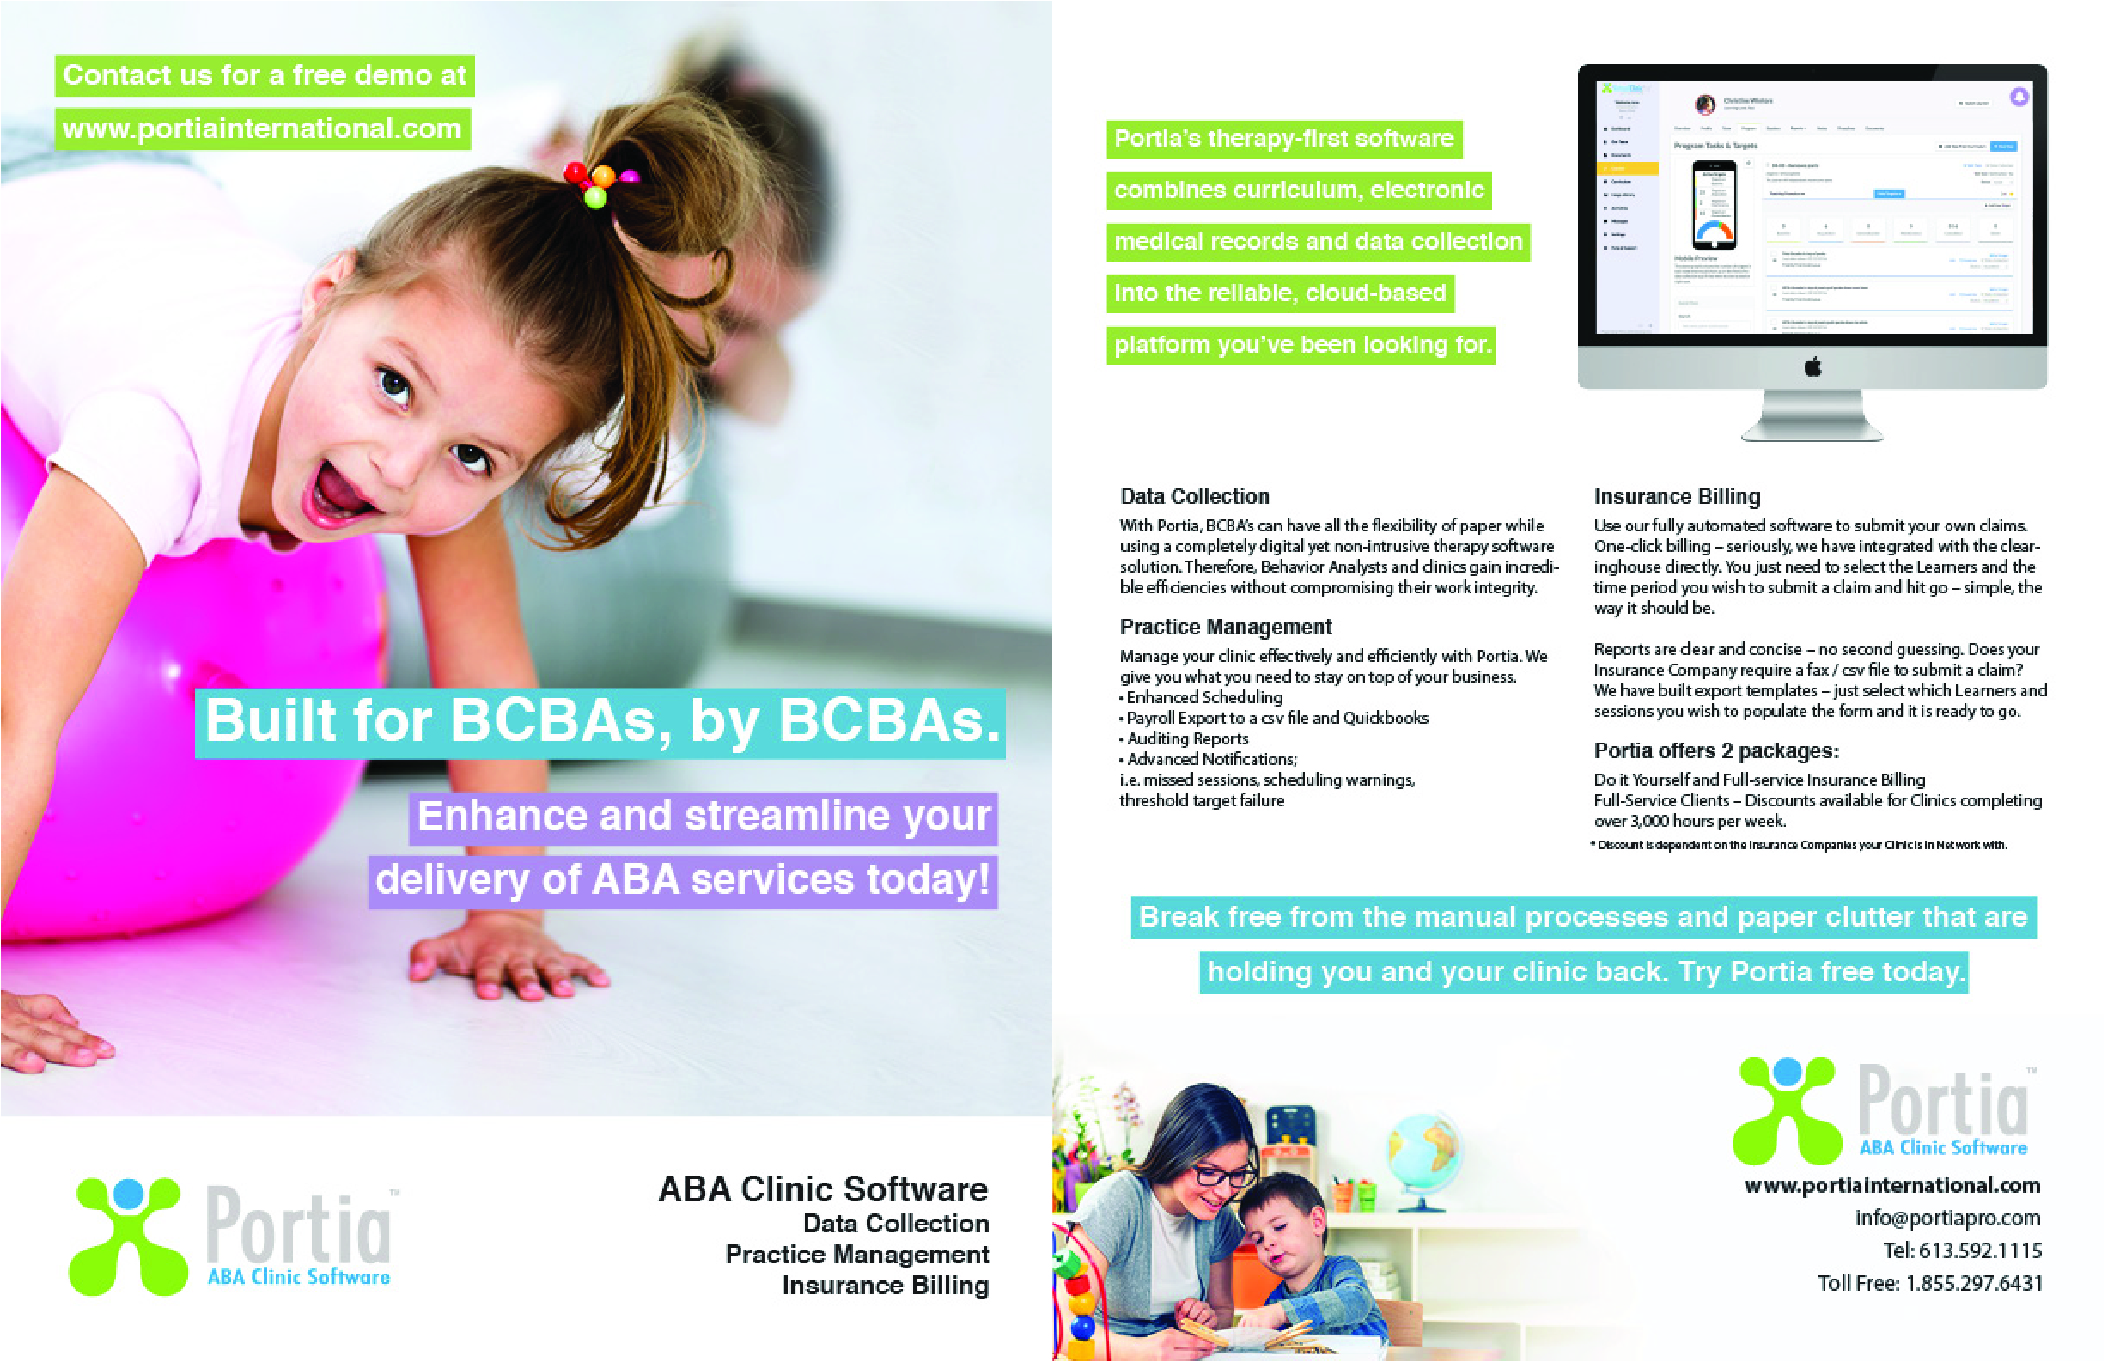 Contact us for a free demo at
www.portiainternational.com
Built for BCBAs, by BCBAs.
Enhance and streamline your
delivery of ABA services today!
Portia™
ABA Clinic Software
ABA Clinic Software
Data Collection
Practice Management
Insurance Billing
Portia's therapy-first software
combines curriculum, electronic
medical records and data collection
into the reliable, cloud-based
platform you've been looking for.
Program Tasks & Targets
Mobile Preview
Data Collection
With Portia, BCBA's can have all the flexibility of paper while
using a completely digital yet non-intrusive therapy software
solution. Therefore, Behavior Analysts and clinics gain incredi-
ble efficiencies without compromising their work integrity.
Practice Management
Manage your clinic effectively and efficiently with Portia. We
give you what you need to stay on top of your business.
• Enhanced Scheduling
• Payroll Export to a csv file and Quickbooks
• Auditing Reports
• Advanced Notifications;
i.e. missed sessions, scheduling warnings,
threshold target failure
Insurance Billing
Use our fully automated software to submit your own claims.
One-click billing – seriously, we have integrated with the clear-
inghouse directly. You just need to select the Learners and the
time period you wish to submit a claim and hit go – simple, the
way it should be.
Reports are clear and concise – no second guessing. Does your
Insurance Company require a fax / csv file to submit a claim?
We have built export templates – just select which Learners and
sessions you wish to populate the form and it is ready to go.
Portia offers 2 packages:
Do it Yourself and Full-service Insurance Billing
Full-Service Clients – Discounts available for Clinics completing
over 3,000 hours per week.
* Discount is dependent on the Insurance Companies your Clinic is in Network with.
Break free from the manual processes and paper clutter that are
holding you and your clinic back. Try Portia free today.
Portia™
ABA Clinic Software
www.portiainternational.com
info@portiapro.com
Tel: 613.592.1115
Toll Free: 1.855.297.6431